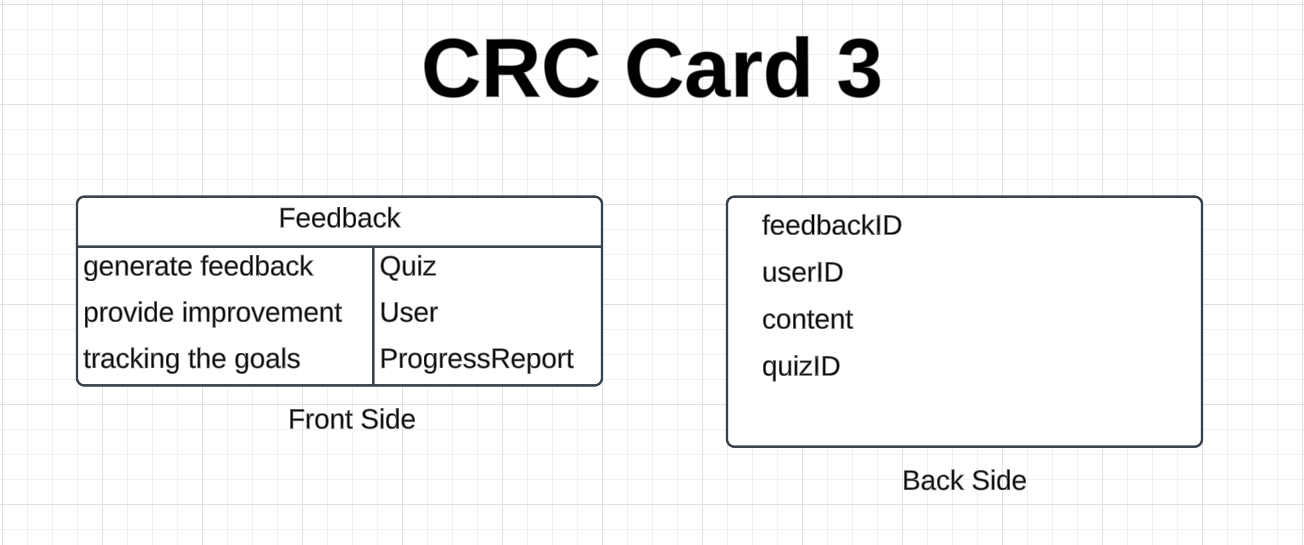 CRC Card 3
Feedback
generate feedback
provide improvement
tracking the goals
Quiz
User
ProgressReport
Front Side
feedbackID
userID
content
quizID
Back Side